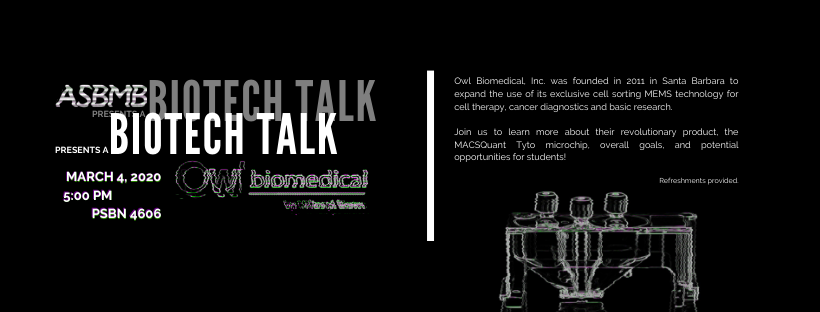 ASBMB
BIOTECH TALK
PRESENTS A
BIOTECH TALK
PRESENTS A
MARCH 4, 2020
5:00 PM
PSBN 4606
Owl biomedical
Owl Biomedical, Inc. was founded in 2011 in Santa Barbara to
expand the use of its exclusive cell sorting MEMS technology for
cell therapy, cancer diagnostics and basic research.
Join us to learn more about their revolutionary product, the
MACSQuant Tyto microchip, overall goals, and potential
opportunities for students!
Refreshments provided.